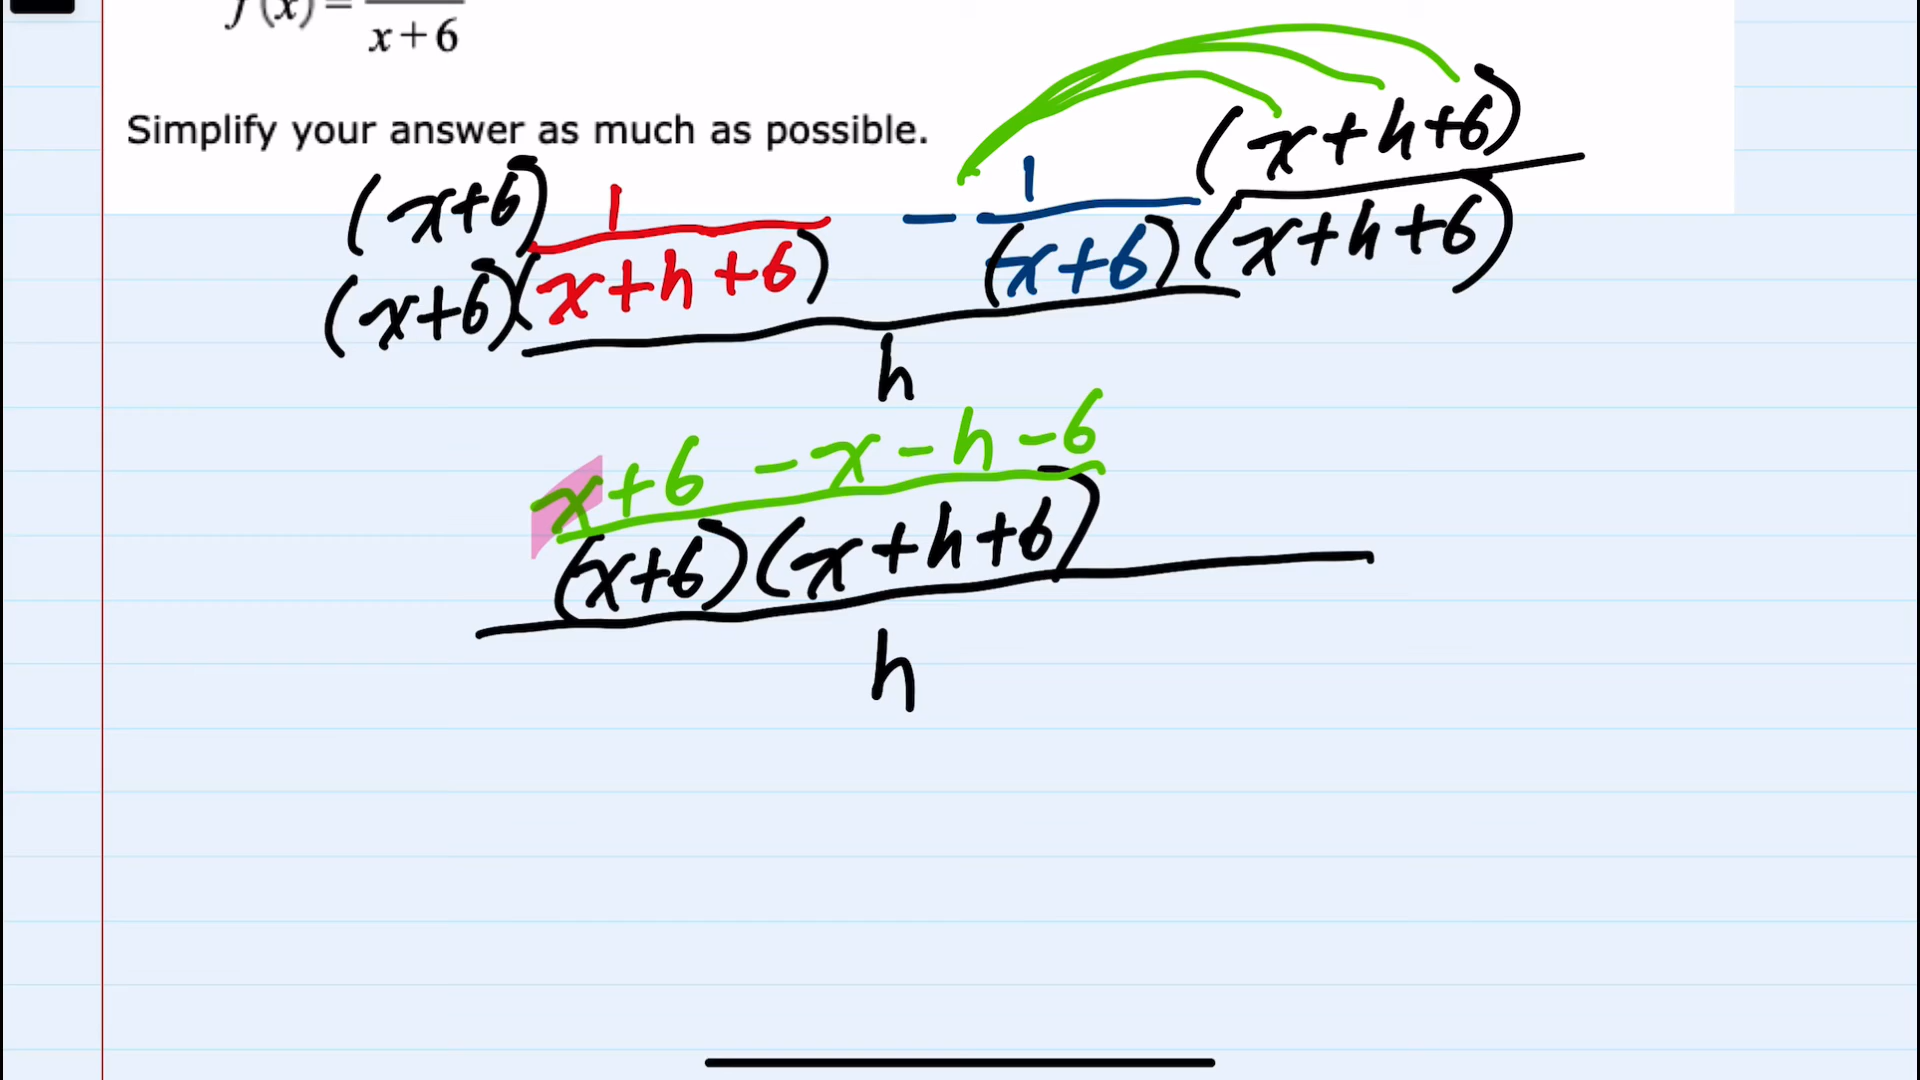 f(x)=
x+6
Simplify your answer as much as possible.
(x+6) 1 − 1 (x+h+6)
(x+6)(x+h+6) (x+6)(x+h+6)
h
x+6 −x−h−6
(x+6)(x+h+6)
h